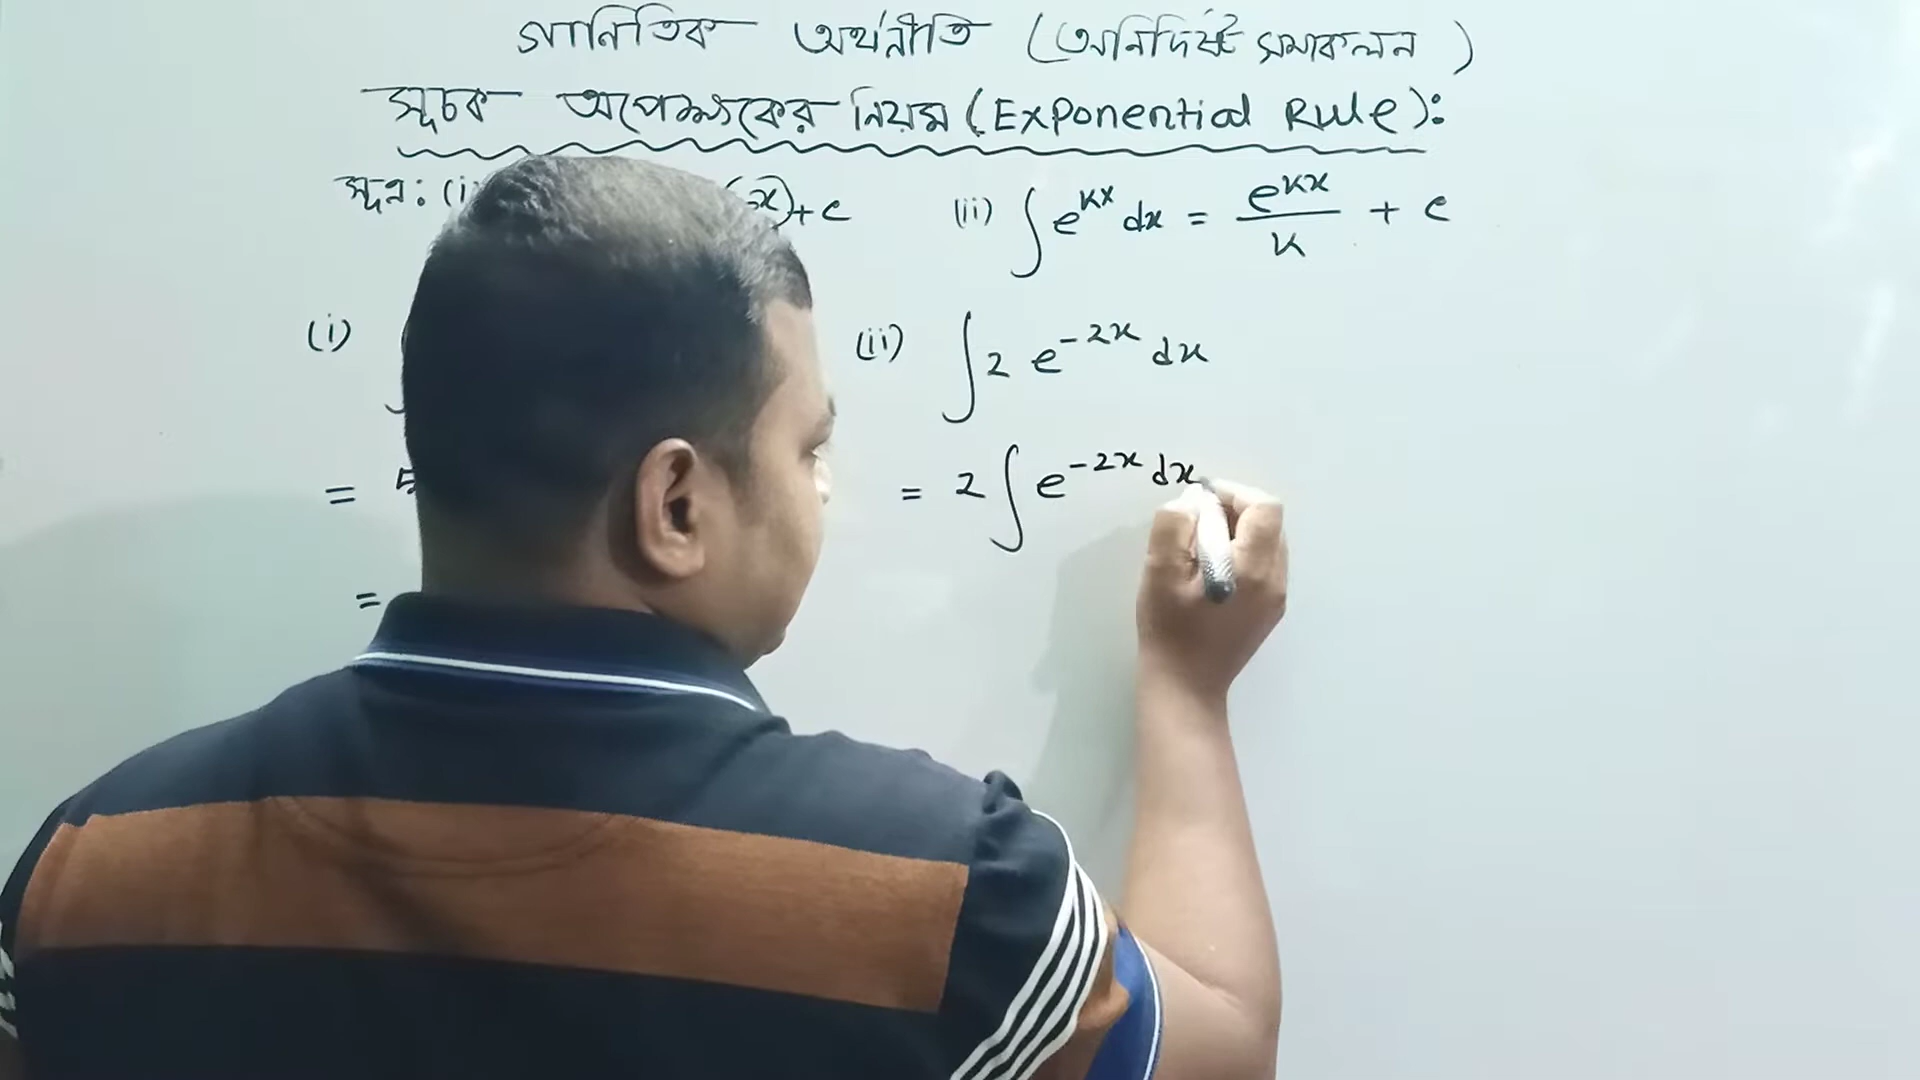 গাণিতিক অর্থনীতি (অনির্দিষ্ট সমাকলন)
সূচক অপেক্ষকের নিয়ম (Exponential Rule):
সূত্র: (i) x) + c (ii) ∫ e^{kx} dx = e^{kx}/k + c
(i) (ii) ∫ 2 e^{-2x} dx
= 5 = 2 ∫ e^{-2x} dx
=